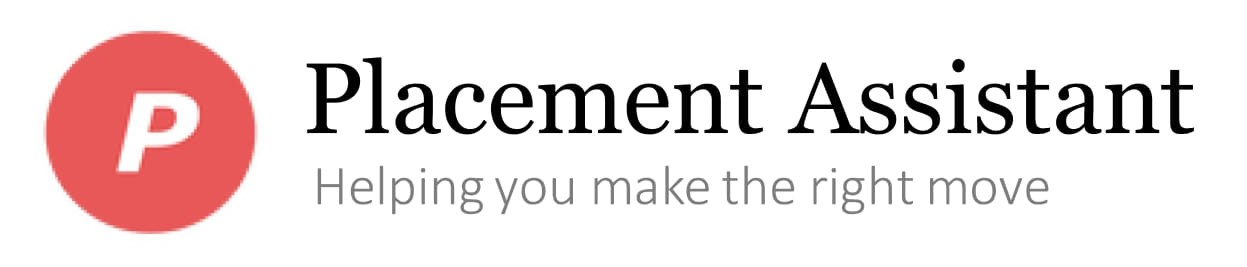 P
Placement Assistant
Helping you make the right move